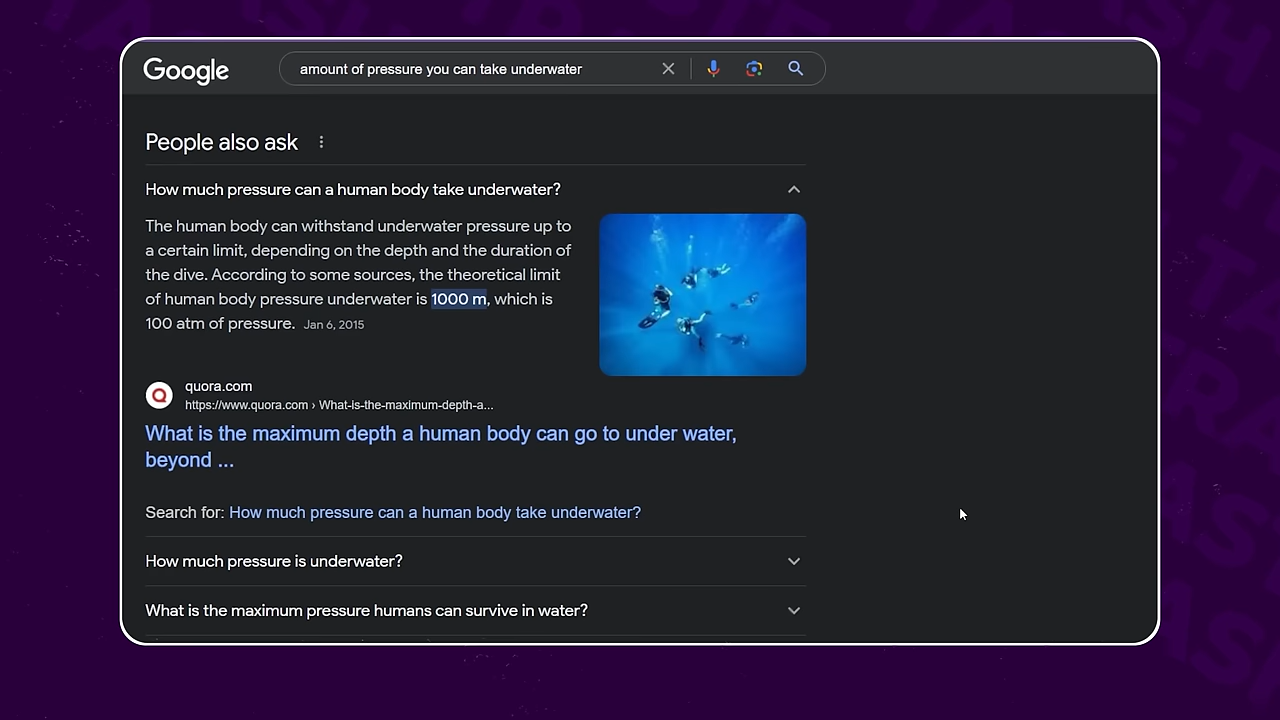 Google
amount of pressure you can take underwater
People also ask
How much pressure can a human body take underwater?
The human body can withstand underwater pressure up to
a certain limit, depending on the depth and the duration of
the dive. According to some sources, the theoretical limit
of human body pressure underwater is 1000 m, which is
100 atm of pressure. Jan 6, 2015
quora.com
https://www.quora.com › What-is-the-maximum-depth-a...
What is the maximum depth a human body can go to under water,
beyond ...
Search for: How much pressure can a human body take underwater?
How much pressure is underwater?
What is the maximum pressure humans can survive in water?